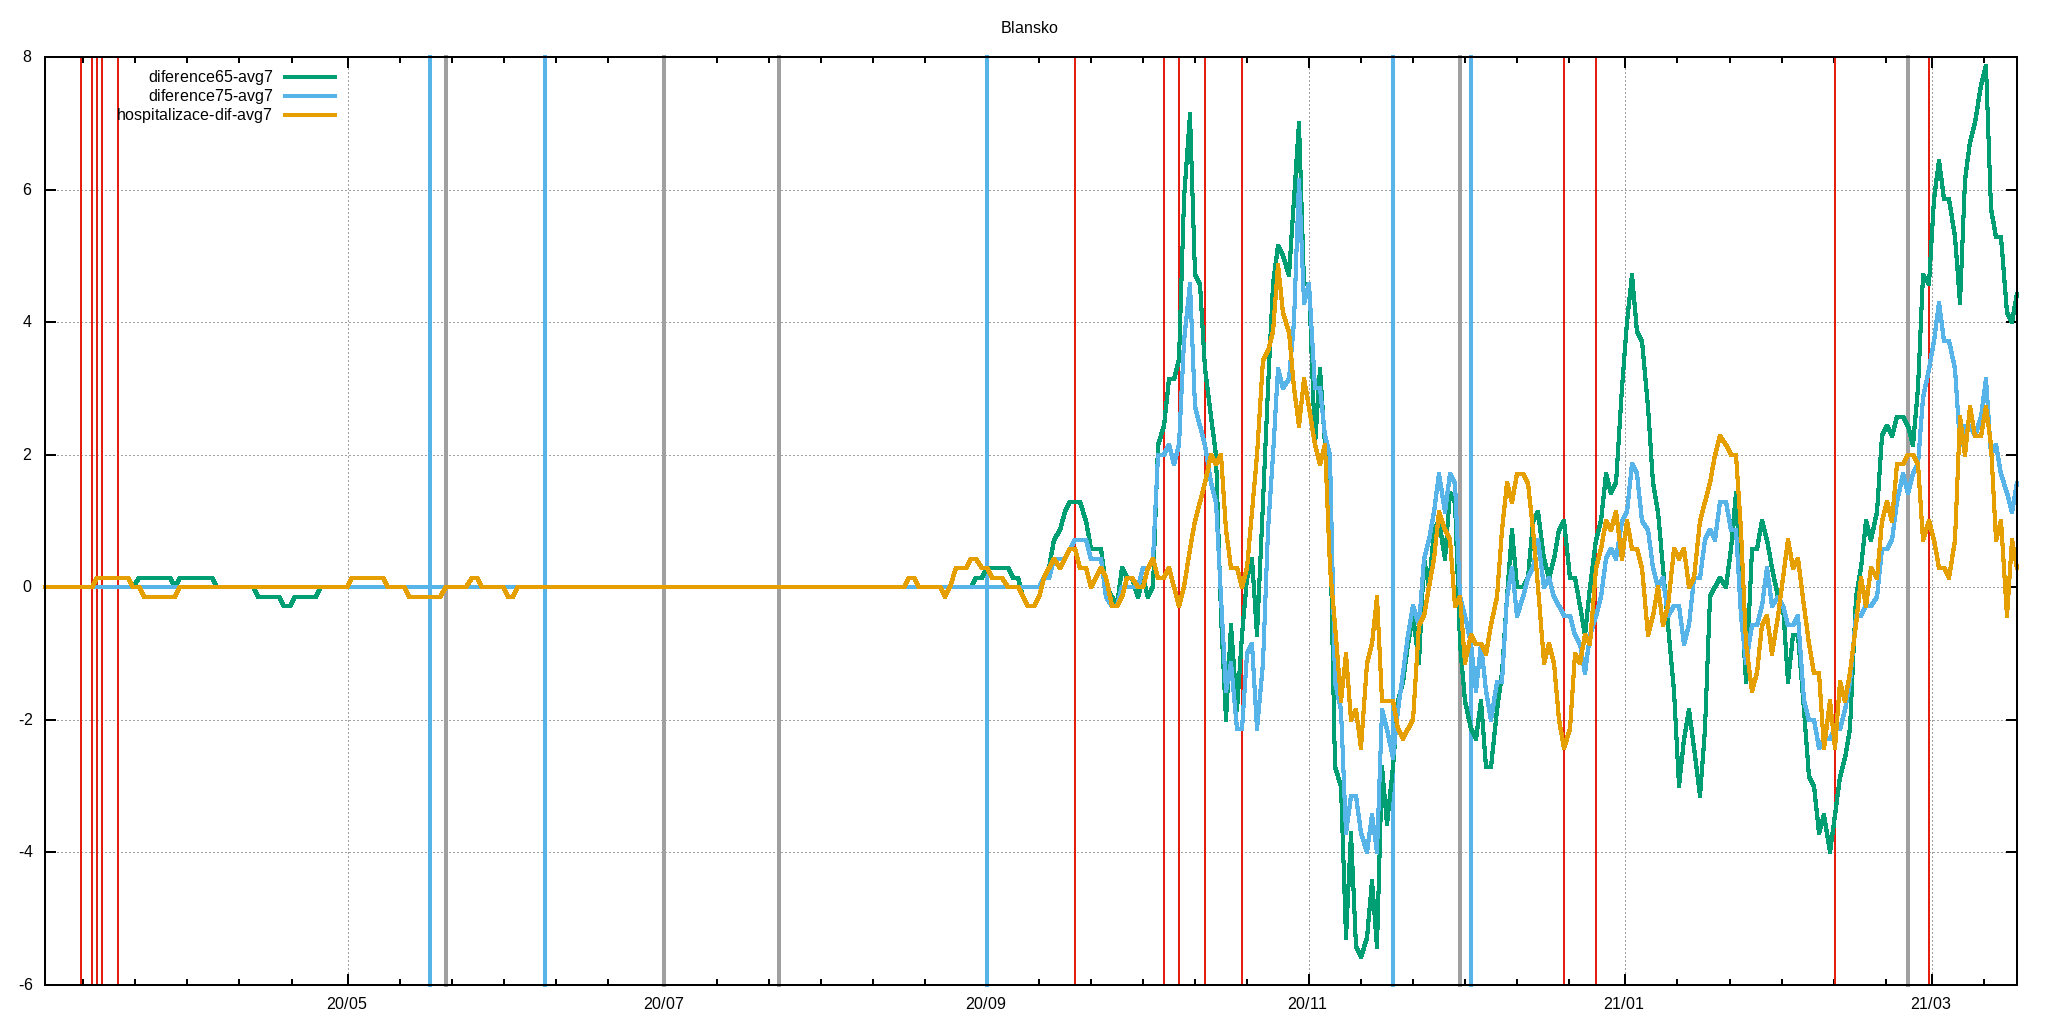 Blansko
8
diference65-avg7
diference75-avg7
hospitalizace-dif-avg7
6
4
2
0
-2
-4
-6
20/05 20/07 20/09 20/11 21/01 21/03